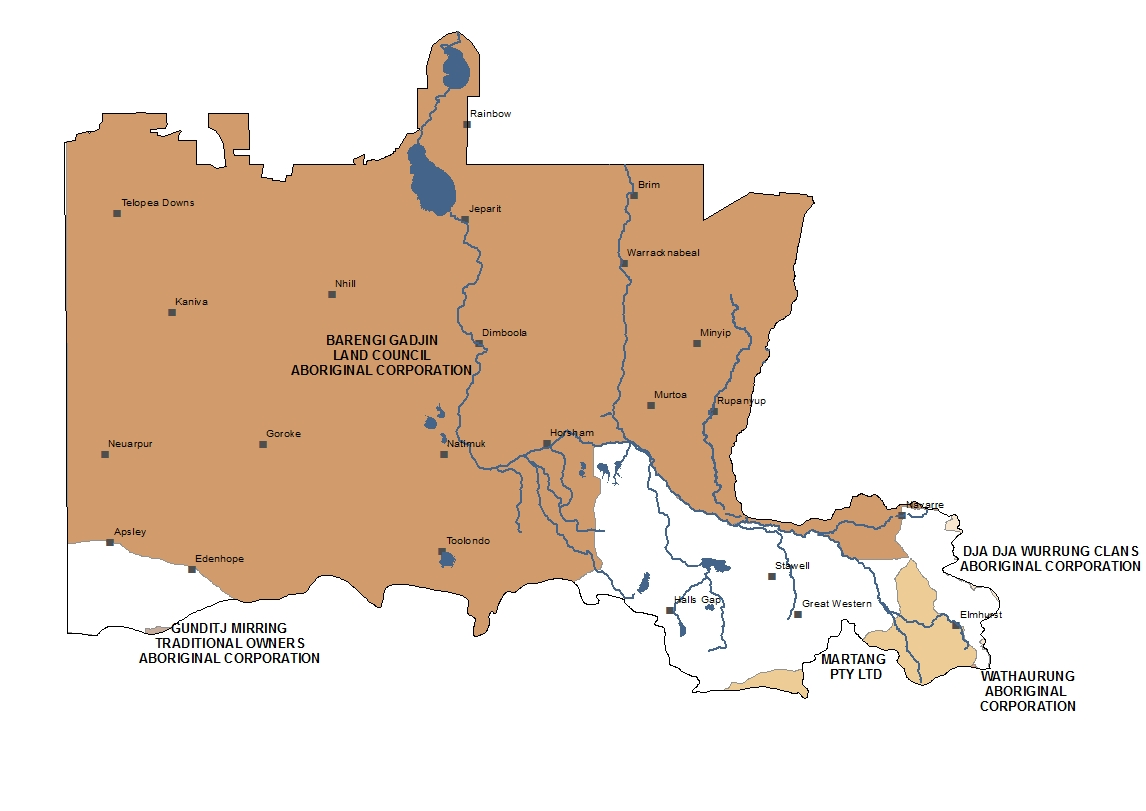 Rainbow
Brim
Telopea Downs
Jeparit
Warracknabeal
Nhill
Kaniva
Dimboola
Minyip
BARENGI GADJIN
LAND COUNCIL
ABORIGINAL CORPORATION
Murtoa
Rupanyup
Goroke
Horsham
Neuarpur
Natimuk
Navarre
Apsley
Toolondo
Edenhope
DJA DJA WURRUNG CLANS
ABORIGINAL CORPORATION
Stawell
Halls Gap
Great Western
Elmhurst
GUNDITJ MIRRING
TRADITIONAL OWNERS
ABORIGINAL CORPORATION
MARTANG
PTY LTD
WATHAURUNG
ABORIGINAL
CORPORATION